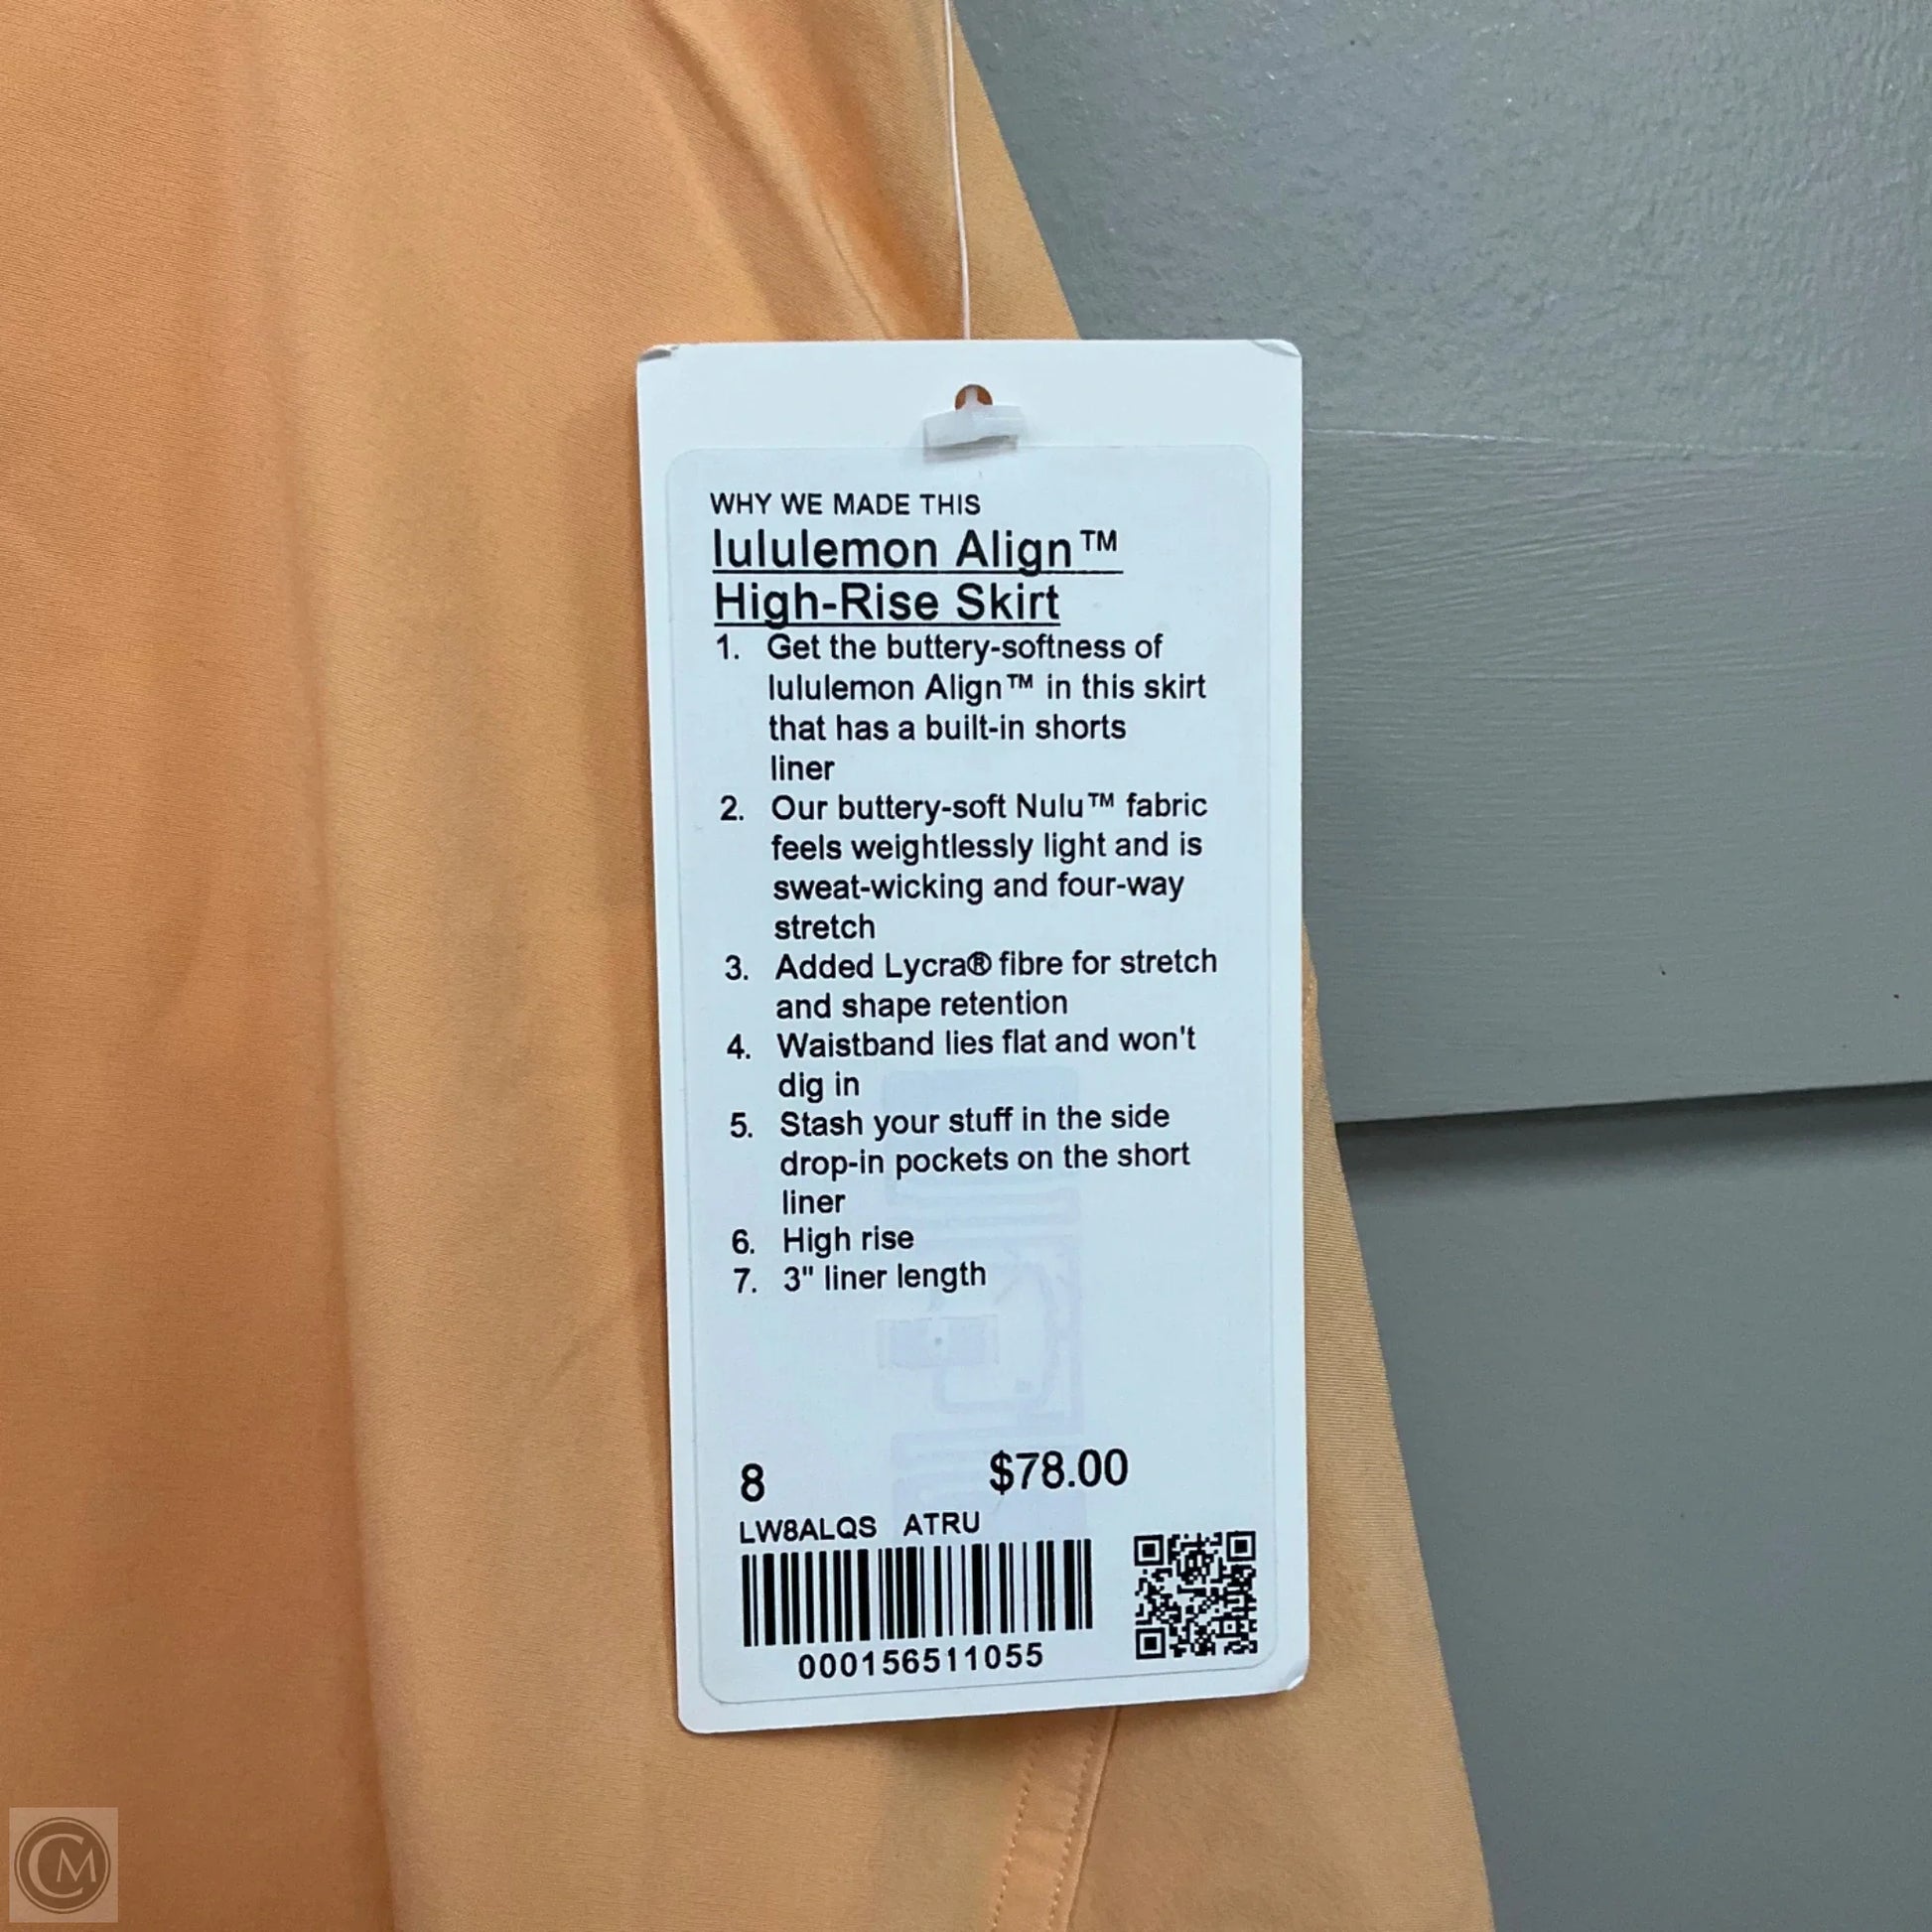 WHY WE MADE THIS
lululemon Align™
High-Rise Skirt
1. Get the buttery-softness of
lululemon Align™ in this skirt
that has a built-in shorts
liner
2. Our buttery-soft Nulu™ fabric
feels weightlessly light and is
sweat-wicking and four-way
stretch
3. Added Lycra® fibre for stretch
and shape retention
4. Waistband lies flat and won't
dig in
5. Stash your stuff in the side
drop-in pockets on the short
liner
6. High rise
7. 3" liner length
8 $78.00
LW8ALQS ATRU
000156511055
CM